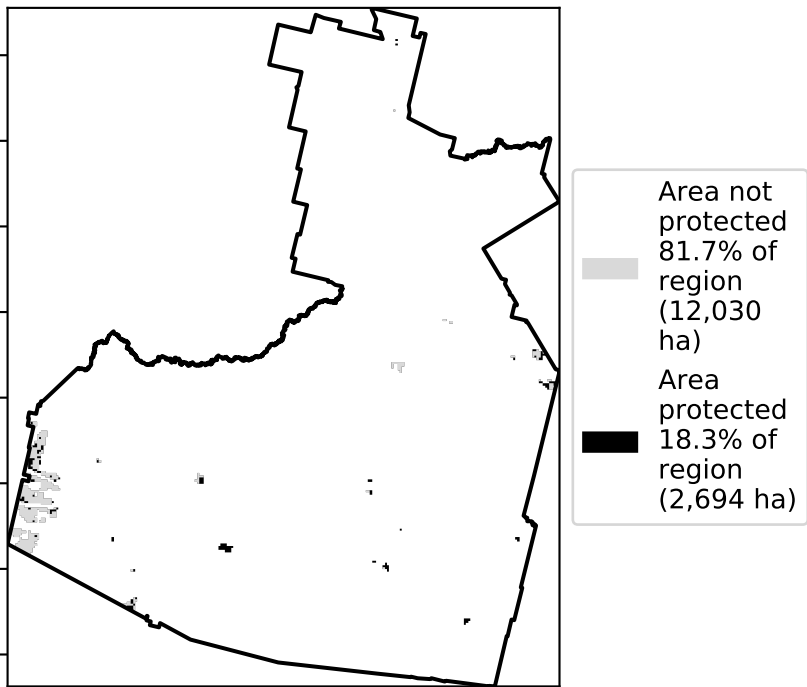 Area not
protected
81.7% of
region
(12,030
ha)
Area
protected
18.3% of
region
(2,694 ha)